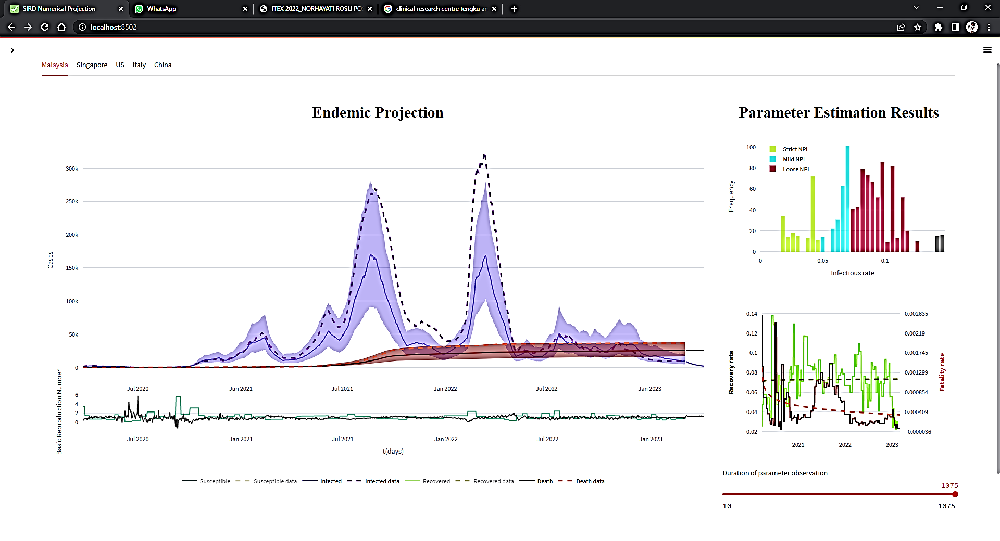 SIRD Numerical Projection
WhatsApp
ITEX 2022_NORHAYATI ROSLI PO
clinical research centre tengku an
localhost:8502
Malaysia Singapore US Italy China
Endemic Projection
Cases
300k
250k
200k
150k
100k
50k
0
Jul 2020 Jan 2021 Jul 2021 Jan 2022 Jul 2022 Jan 2023
Basic Reproduction Number
6
4
2
0
Jul 2020 Jan 2021 Jul 2021 Jan 2022 Jul 2022 Jan 2023
t(days)
Susceptible Susceptible data Infected Infected data Recovered Recovered data Death Death data
Parameter Estimation Results
Strict NPI
Mild NPI
Loose NPI
Frequency
100
80
60
40
20
0
0 0.05 0.1
Infectious rate
Recovery rate
0.14
0.12
0.1
0.08
0.06
0.04
0.02
0.002635
0.00219
0.001745
0.001299
0.000854
0.000409
−0.000036
Fatality rate
2021 2022 2023
Duration of parameter observation
1075
10 1075